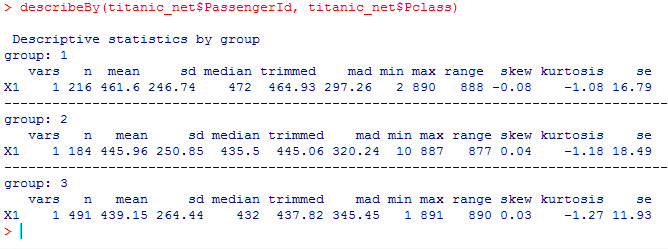 > describeBy(titanic_net$PassengerId, titanic_net$Pclass)
Descriptive statistics by group
group: 1
vars n mean sd median trimmed mad min max range skew kurtosis se
X1 1 216 461.6 246.74 472 464.93 297.26 2 890 888 -0.08 -1.08 16.79
------------------------------------------------------------------------
group: 2
vars n mean sd median trimmed mad min max range skew kurtosis se
X1 1 184 445.96 250.85 435.5 445.06 320.24 10 887 877 0.04 -1.18 18.49
------------------------------------------------------------------------
group: 3
vars n mean sd median trimmed mad min max range skew kurtosis se
X1 1 491 439.15 264.44 432 437.82 345.45 1 891 890 0.03 -1.27 11.93
>